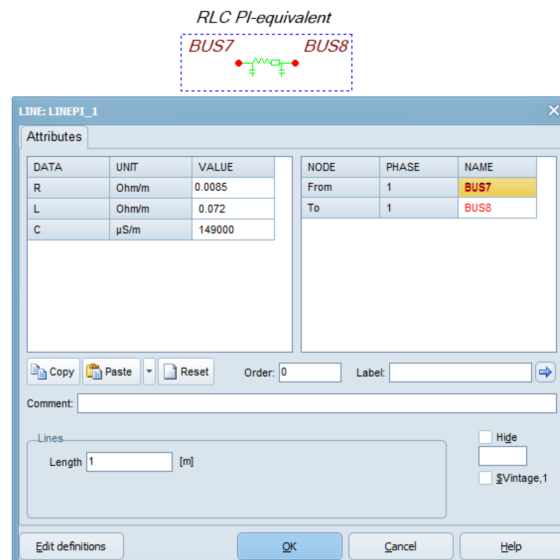 RLC PI-equivalent
BUS7 BUS8
LINE: LINEPI_1
Attributes
DATA UNIT VALUE NODE PHASE NAME
R Ohm/m 0.0085 From 1 BUS7
L Ohm/m 0.072 To 1 BUS8
C µS/m 149000
Copy Paste Reset Order: 0 Label:
Comment:
Lines Hide
Length 1 [m]
$Vintage,1
Edit definitions OK Cancel Help